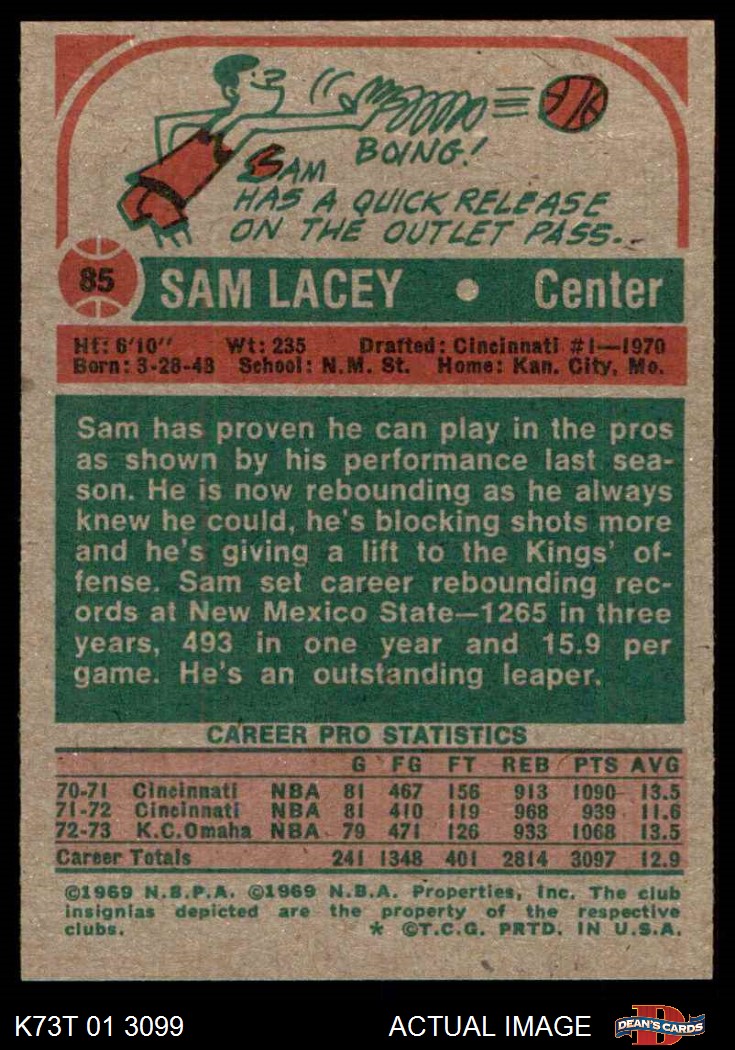 BOING!
SAM
HAS A QUICK RELEASE
ON THE OUTLET PASS..
85 SAM LACEY • Center
Ht: 6'10" Wt: 235 Drafted: Cincinnati #1—1970
Born: 3-28-48 School: N.M. St. Home: Kan. City, Mo.
Sam has proven he can play in the pros
as shown by his performance last sea-
son. He is now rebounding as he always
knew he could, he's blocking shots more
and he's giving a lift to the Kings' of-
fense. Sam set career rebounding rec-
ords at New Mexico State—1265 in three
years, 493 in one year and 15.9 per
game. He's an outstanding leaper.
CAREER PRO STATISTICS
G FG FT REB PTS AVG
70-71 Cincinnati NBA 81 467 156 913 1090 13.5
71-72 Cincinnati NBA 81 410 119 968 939 11.6
72-73 K.C.Omaha NBA 79 471 126 933 1068 13.5
Career Totals 241 1348 401 2814 3097 12.9
©1969 N.B.P.A. ©1969 N.B.A. Properties, Inc. The club
insignias depicted are the property of the respective
clubs. * ©T.C.G. PRTD. IN U.S.A.
K73T 01 3099 ACTUAL IMAGE D DEAN'S CARDS